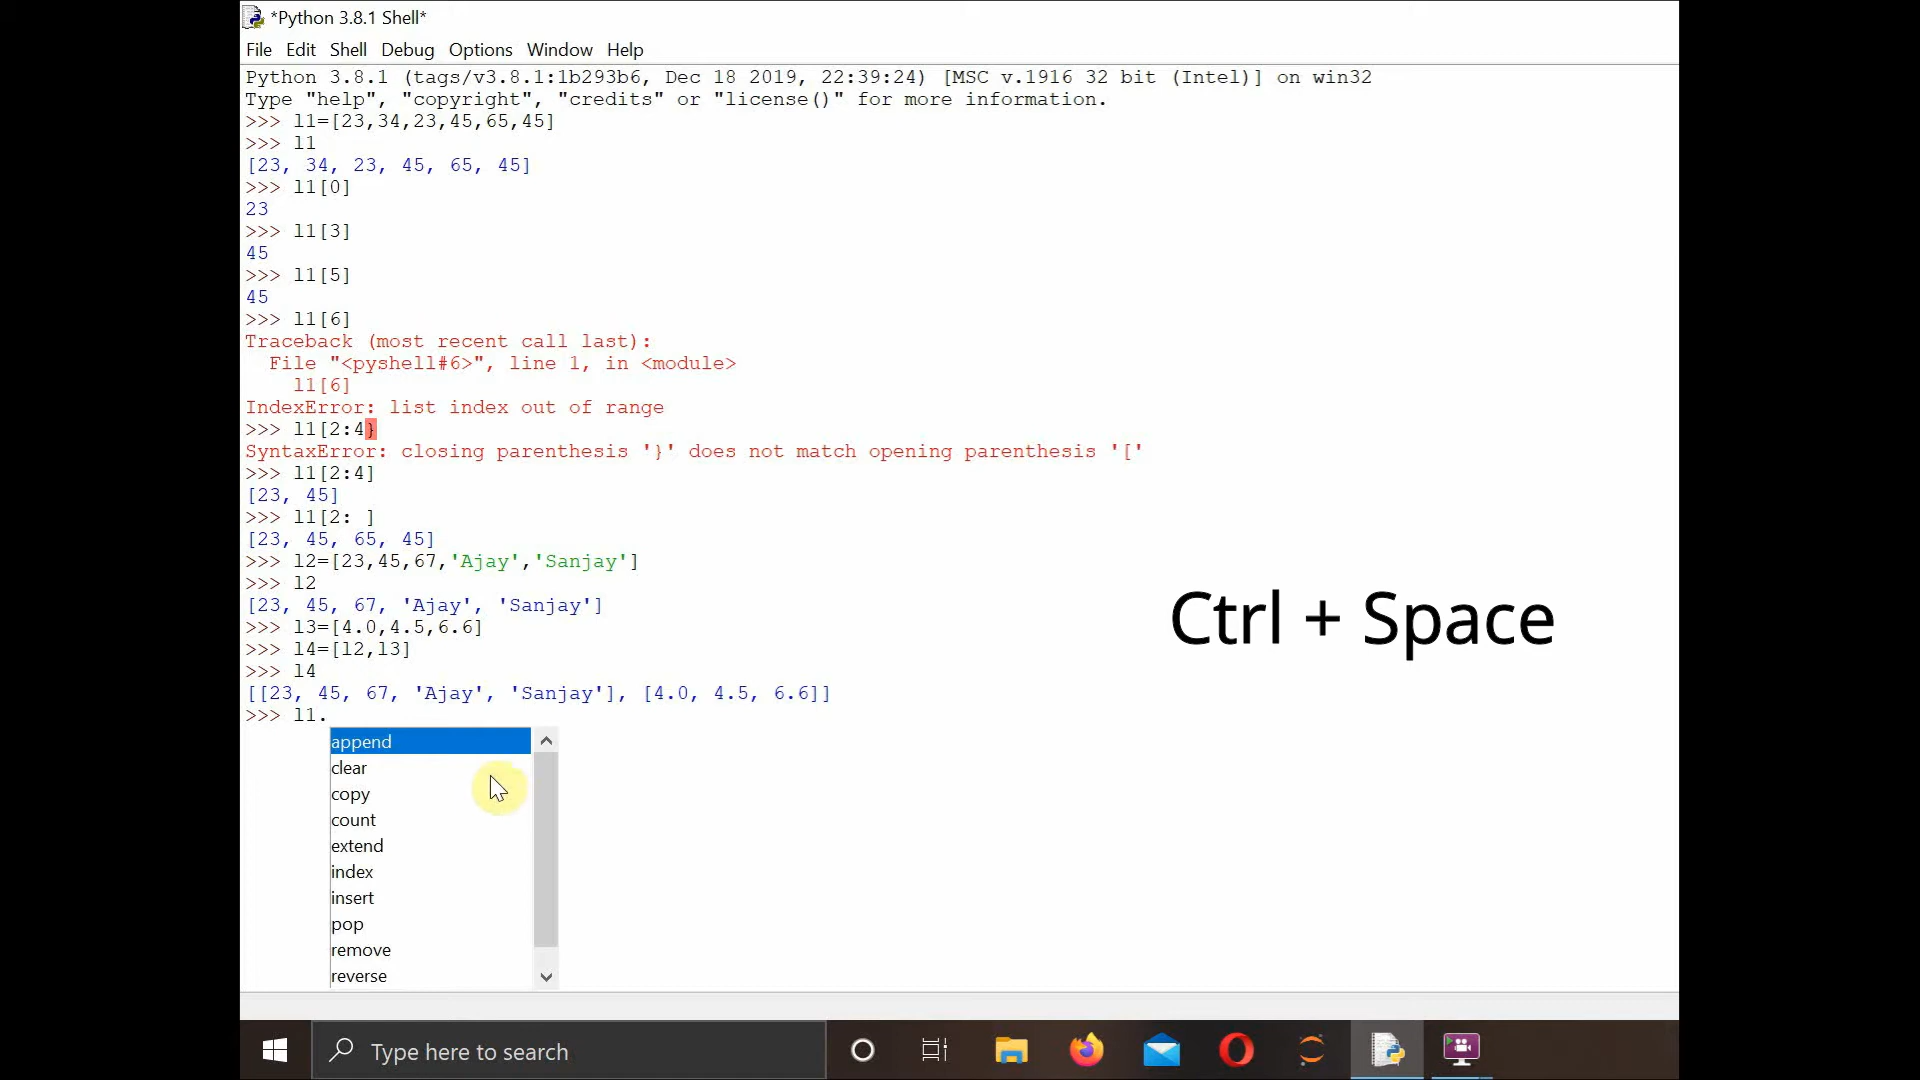 *Python 3.8.1 Shell*
File Edit Shell Debug Options Window Help
Python 3.8.1 (tags/v3.8.1:1b293b6, Dec 18 2019, 22:39:24) [MSC v.1916 32 bit (Intel)] on win32
Type "help", "copyright", "credits" or "license()" for more information.
>>> l1=[23,34,23,45,65,45]
>>> l1
[23, 34, 23, 45, 65, 45]
>>> l1[0]
23
>>> l1[3]
45
>>> l1[5]
45
>>> l1[6]
Traceback (most recent call last):
  File "<pyshell#6>", line 1, in <module>
    l1[6]
IndexError: list index out of range
>>> l1[2:4}
SyntaxError: closing parenthesis '}' does not match opening parenthesis '['
>>> l1[2:4]
[23, 45]
>>> l1[2: ]
[23, 45, 65, 45]
>>> l2=[23,45,67,'Ajay','Sanjay']
>>> l2
[23, 45, 67, 'Ajay', 'Sanjay']
>>> l3=[4.0,4.5,6.6]
>>> l4=[l2,l3]
>>> l4
[[23, 45, 67, 'Ajay', 'Sanjay'], [4.0, 4.5, 6.6]]
>>> l1.
append
clear
copy
count
extend
index
insert
pop
remove
reverse
Ctrl + Space
Type here to search